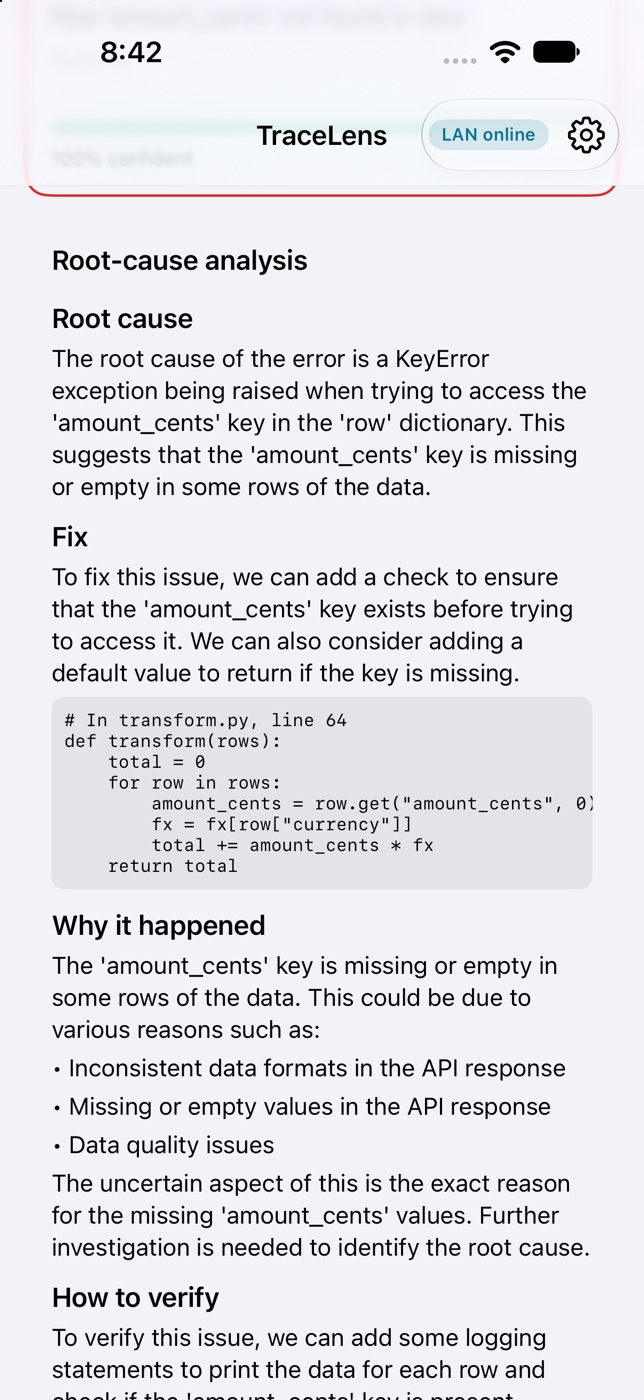 8:42
TraceLens
LAN online
100% confident
Root-cause analysis
Root cause
The root cause of the error is a KeyError
exception being raised when trying to access the
'amount_cents' key in the 'row' dictionary. This
suggests that the 'amount_cents' key is missing
or empty in some rows of the data.
Fix
To fix this issue, we can add a check to ensure
that the 'amount_cents' key exists before trying
to access it. We can also consider adding a
default value to return if the key is missing.
# In transform.py, line 64
def transform(rows):
    total = 0
    for row in rows:
        amount_cents = row.get("amount_cents", 0)
        fx = fx[row["currency"]]
        total += amount_cents * fx
    return total
Why it happened
The 'amount_cents' key is missing or empty in
some rows of the data. This could be due to
various reasons such as:
• Inconsistent data formats in the API response
• Missing or empty values in the API response
• Data quality issues
The uncertain aspect of this is the exact reason
for the missing 'amount_cents' values. Further
investigation is needed to identify the root cause.
How to verify
To verify this issue, we can add some logging
statements to print the data for each row and
check if the 'amount_cents' key is present